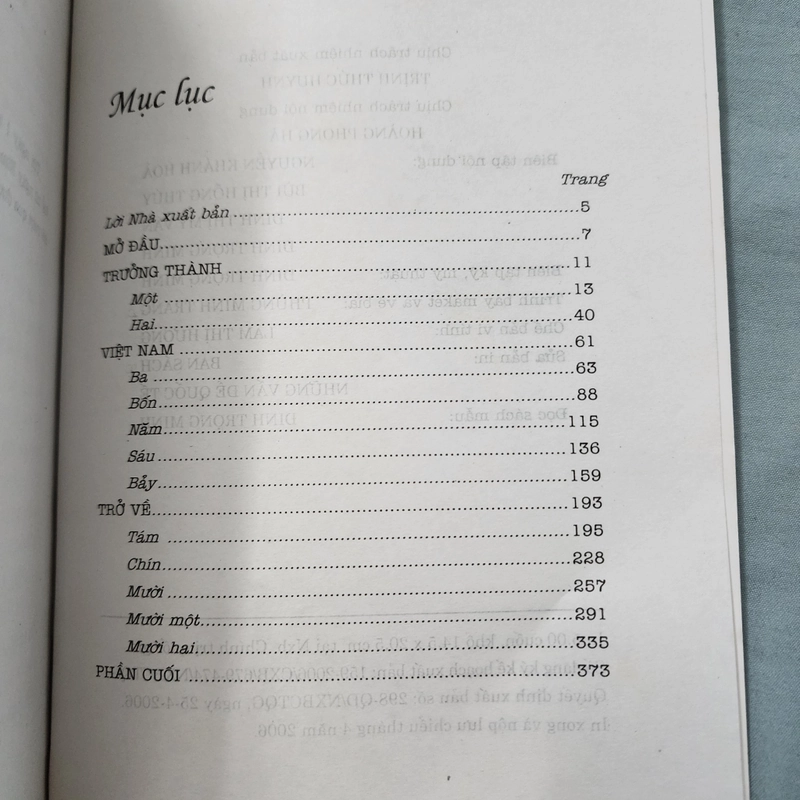 Mục lục
Trang
Lời Nhà xuất bản ........ 5
MỞ ĐẦU ........ 7
TRƯỞNG THÀNH ........ 11
Một ........ 13
Hai ........ 40
VIỆT NAM ........ 61
Ba ........ 63
Bốn ........ 88
Năm ........ 115
Sáu ........ 136
Bảy ........ 159
TRỞ VỀ ........ 193
Tám ........ 195
Chín ........ 228
Mười ........ 257
Mười một ........ 291
Mười hai ........ 335
PHẦN CUỐI ........ 373